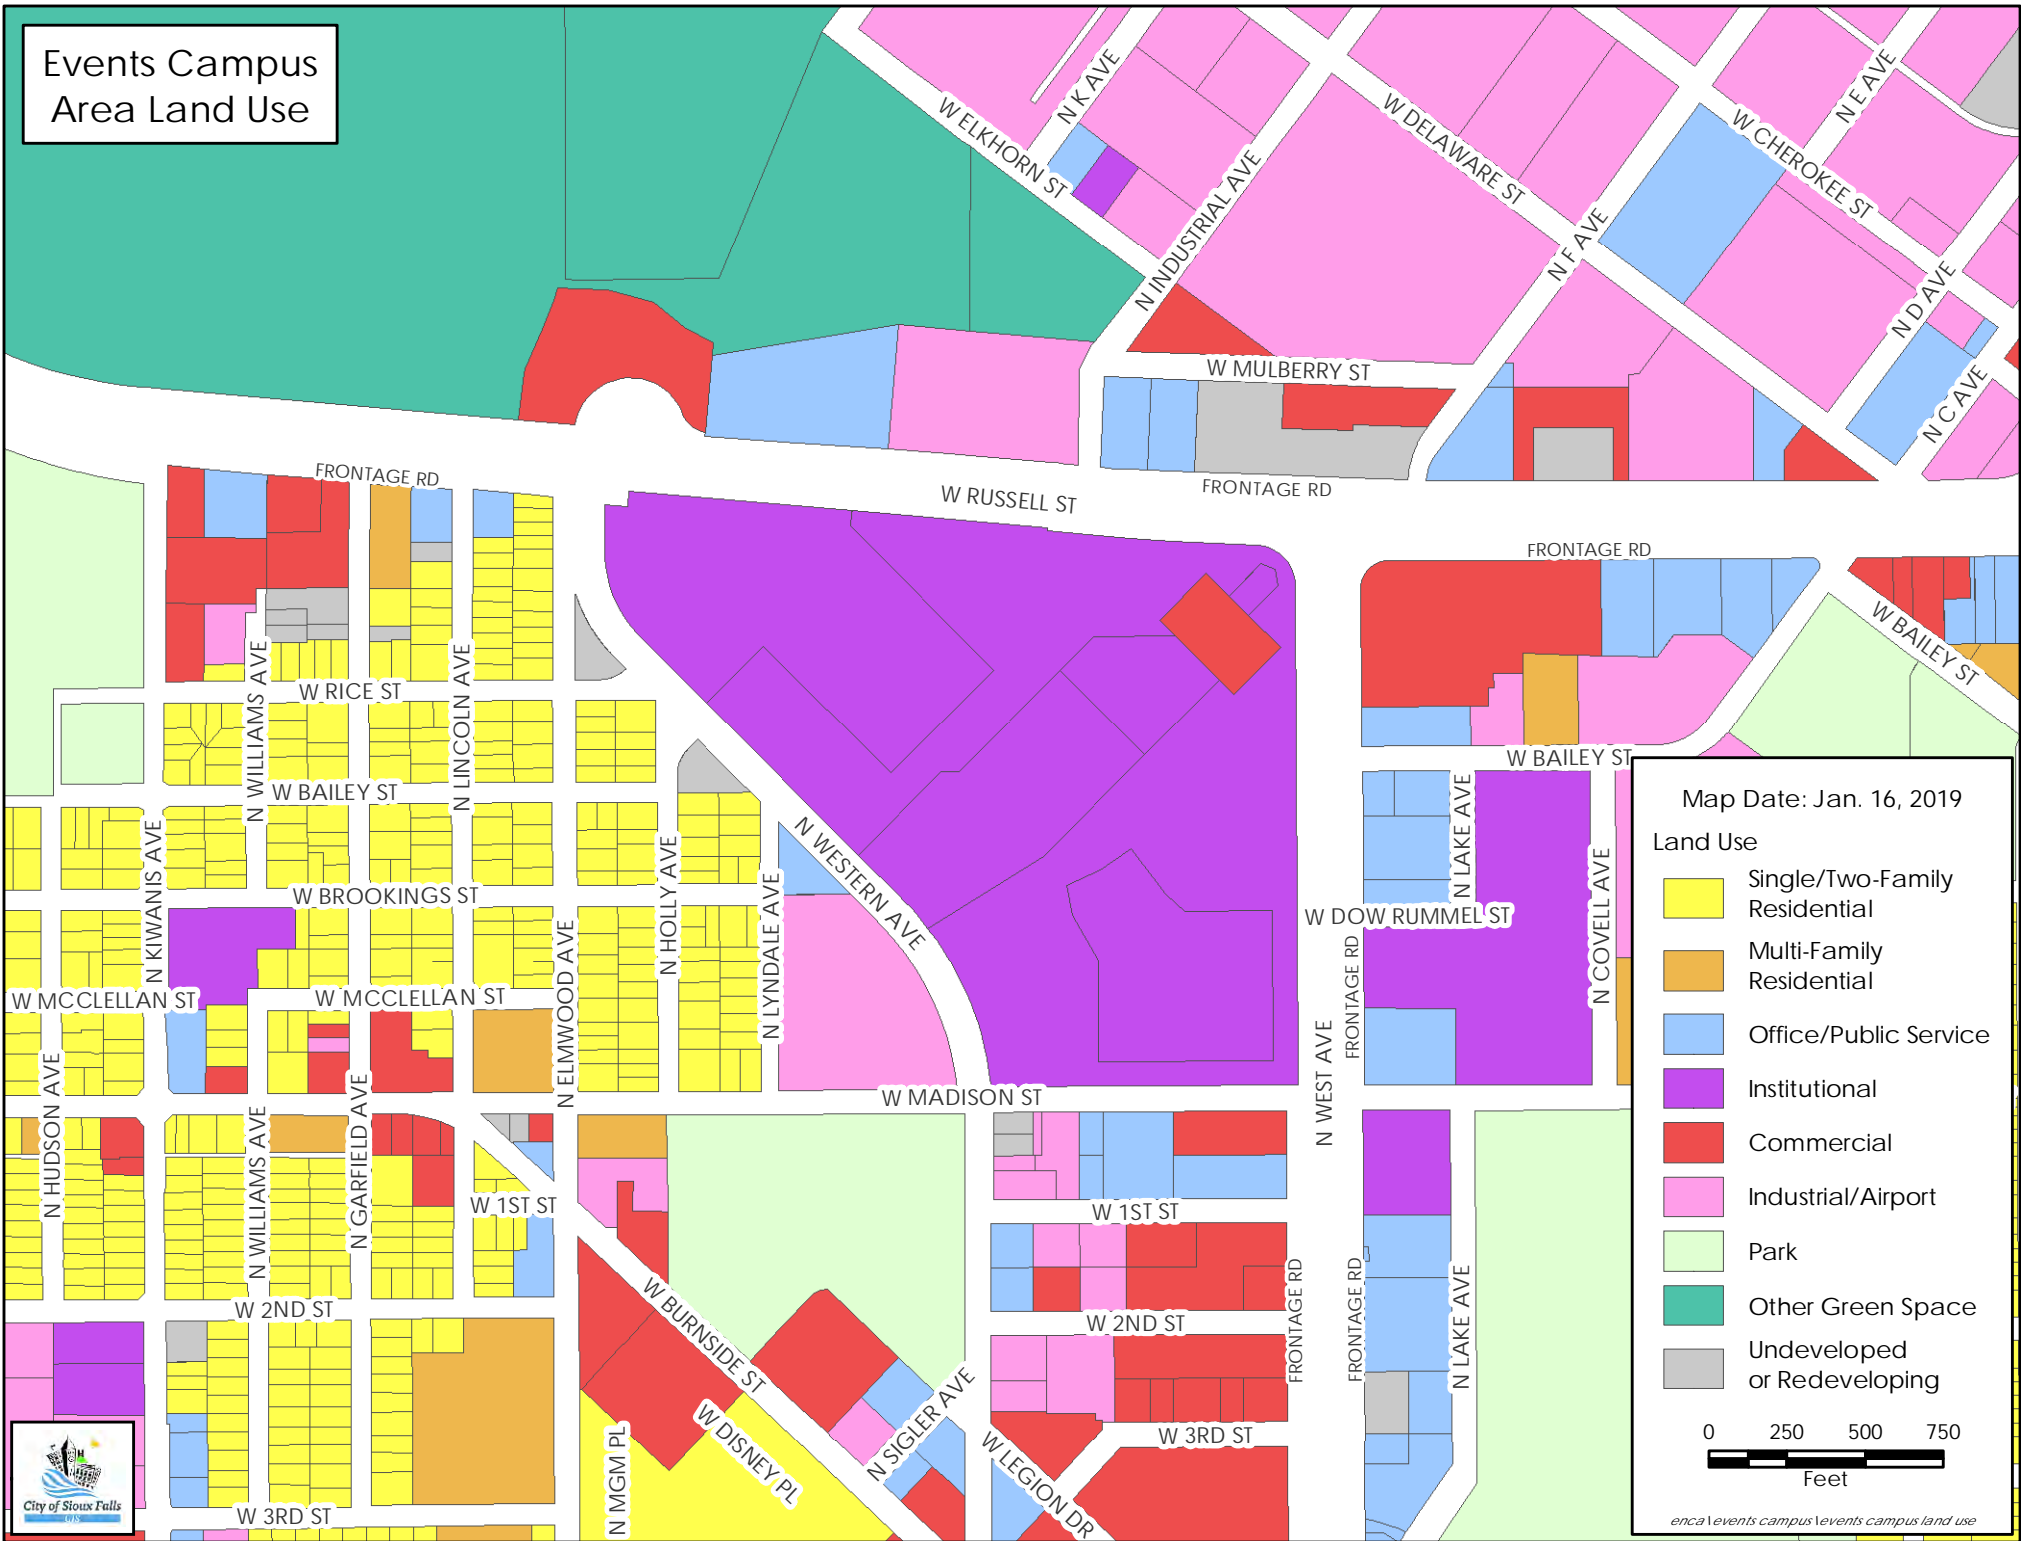 Events Campus
Area Land Use
N K AVE
N E AVE
W ELKHORN ST
W DELAWARE ST
W CHEROKEE ST
N INDUSTRIAL AVE
N F AVE
N D AVE
W MULBERRY ST
N C AVE
FRONTAGE RD
W RUSSELL ST
FRONTAGE RD
FRONTAGE RD
W BAILEY ST
W RICE ST
N WILLIAMS AVE
N LINCOLN AVE
W BAILEY ST
W BAILEY ST
N KIWANIS AVE
N HOLLY AVE
N LYNDALE AVE
N WESTERN AVE
N LAKE AVE
N COVELL AVE
W BROOKINGS ST
W DOW RUMMEL ST
FRONTAGE RD
N ELMWOOD AVE
W MCCLELLAN ST
W MCCLELLAN ST
N HUDSON AVE
N WILLIAMS AVE
N GARFIELD AVE
W MADISON ST
N WEST AVE
W 1ST ST
W 1ST ST
FRONTAGE RD
FRONTAGE RD
N LAKE AVE
W 2ND ST
W BURNSIDE ST
W 2ND ST
N MGM PL
W DISNEY PL
N SIGLER AVE
W LEGION DR
W 3RD ST
W 3RD ST
Map Date: Jan. 16, 2019
Land Use
Single/Two-Family
Residential
Multi-Family
Residential
Office/Public Service
Institutional
Commercial
Industrial/Airport
Park
Other Green Space
Undeveloped
or Redeveloping
0 250 500 750
Feet
enca\events campus\events campus land use
City of Sioux Falls
GIS